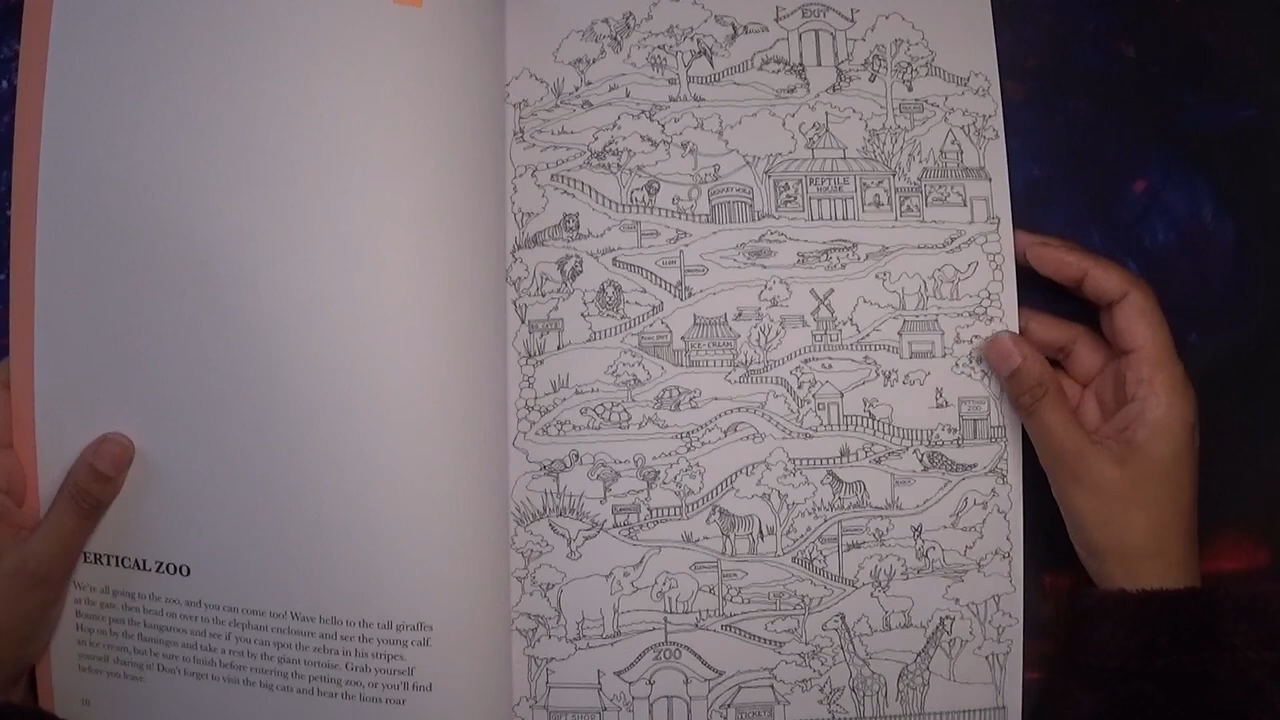 ERTICAL ZOO
We're all going to the zoo, and you can come too! Wave hello to the tall giraffes
at the gate, then head on over to the elephant enclosure and see the young calf.
Bounce past the kangaroos and see if you can spot the zebra in his stripes.
Hop on by the flamingos and take a rest by the giant tortoise. Grab yourself
an ice cream, but be sure to finish before entering the petting zoo, or you'll find
yourself sharing it! Don't forget to visit the big cats and hear the lions roar
before you leave.
10
EXIT
REPTILE
HOUSE
MONKEY WORLD
LION
ICE-CREAM
PETTING
ZOO
ZOO
GIFT SHOP
TICKETS